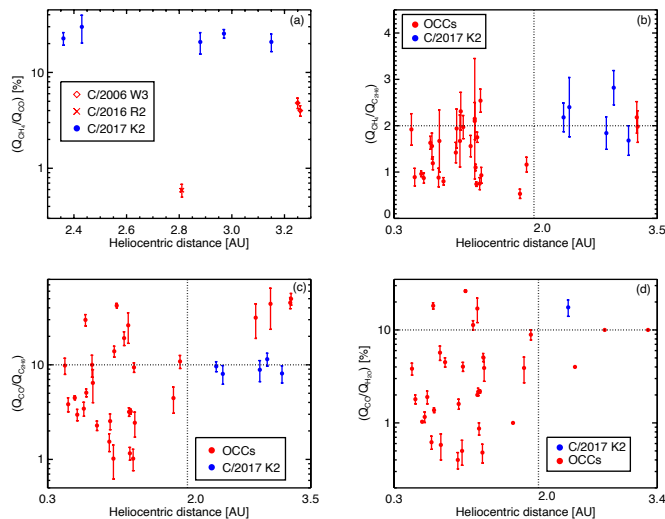 (a)
(Q_CH₄/Q_CO) [%]
10
1
C/2006 W3
C/2016 R2
C/2017 K2
2.4 2.6 2.8 3.0 3.2
Heliocentric distance [AU]
(b)
(Q_CH₄/Q_C₂H₆)
4
3
2
1
0
OCCs
C/2017 K2
0.3 2.0 3.5
Heliocentric distance [AU]
(c)
(Q_CO/Q_C₂H₆)
100
10
1
OCCs
C/2017 K2
0.3 2.0 3.5
Heliocentric distance [AU]
(d)
(Q_CO/Q_H₂O) [%]
10
1
C/2017 K2
OCCs
0.3 2.0 3.4
Heliocentric distance [AU]